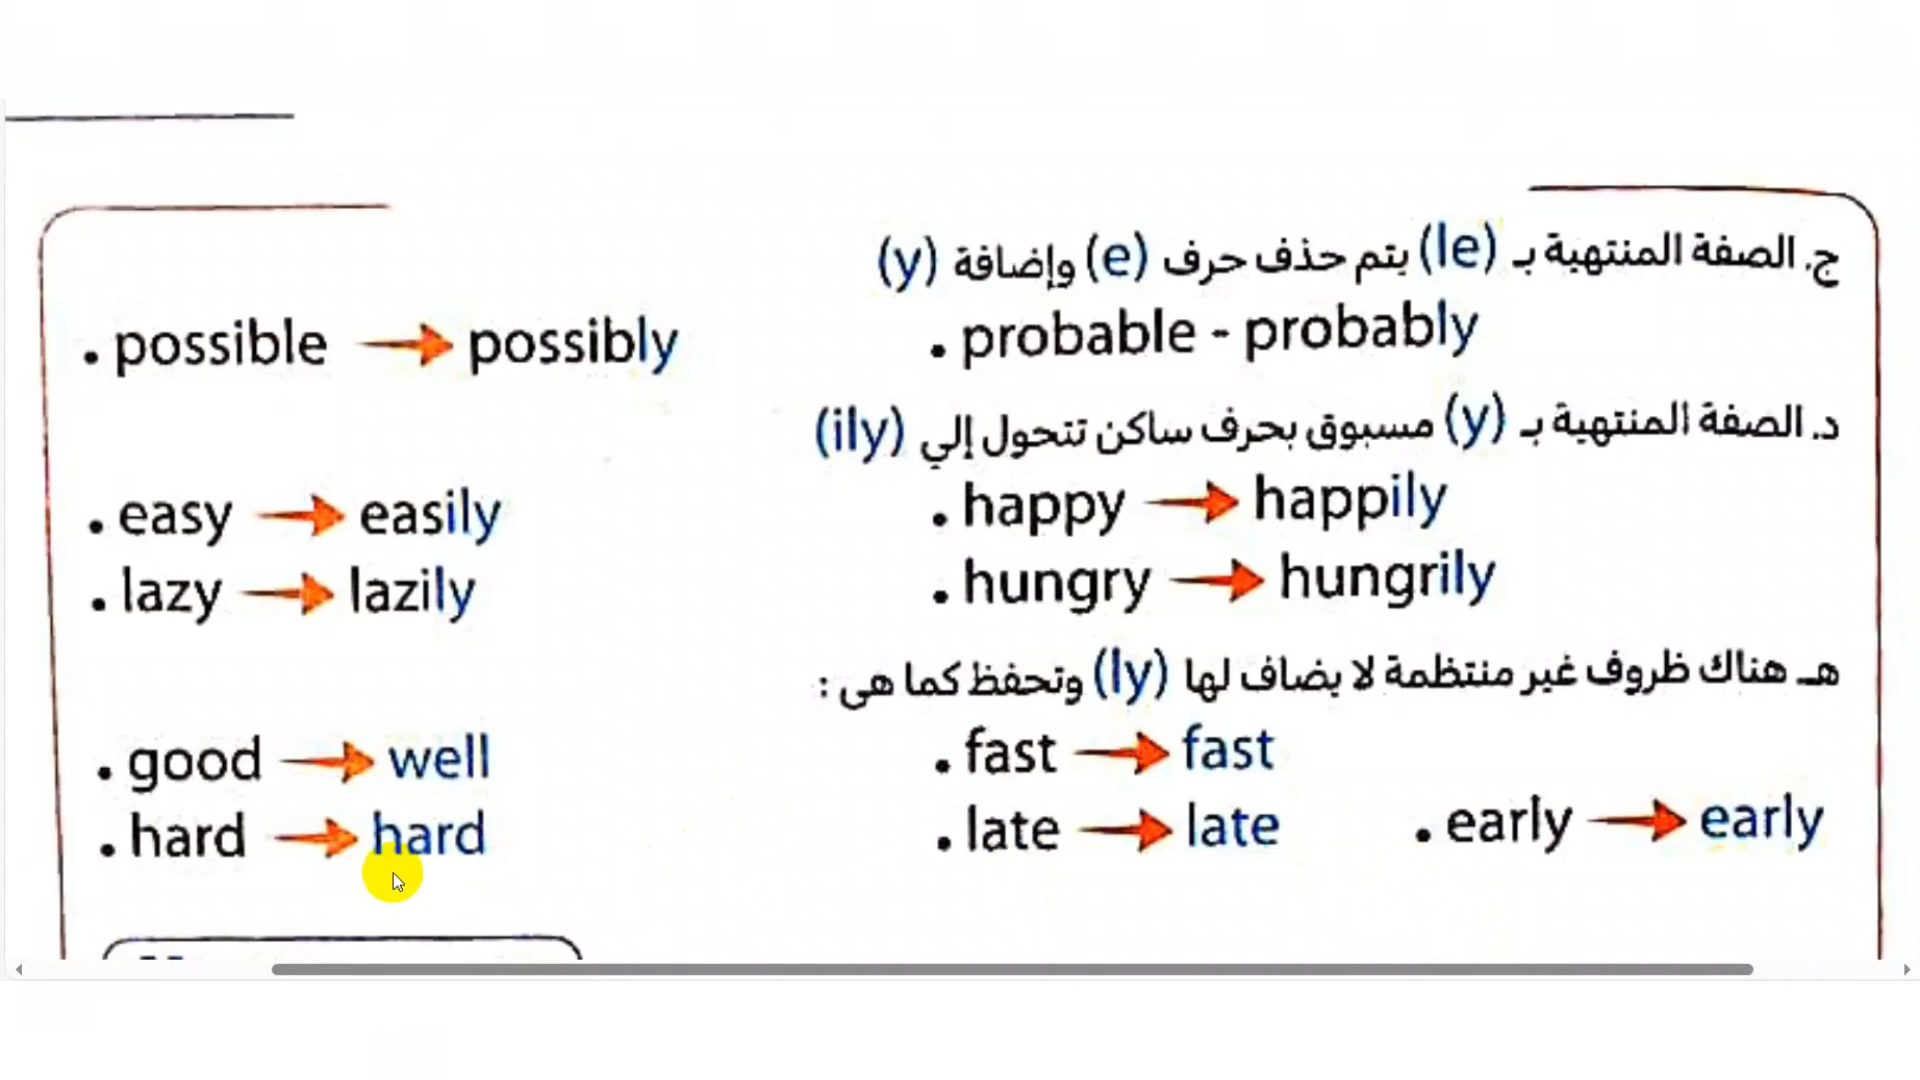 ج. الصفة المنتهية بـ (le) يتم حذف حرف (e) وإضافة (y)
. probable - probably
. possible → possibly
د. الصفة المنتهية بـ (y) مسبوق بحرف ساكن تتحول إلي (ily)
. happy → happily
. easy → easily
. hungry → hungrily
. lazy → lazily
هـ هناك ظروف غير منتظمة لا يضاف لها (ly) وتحفظ كما هى :
. fast → fast
. good → well
. early → early
. late → late
. hard → hard